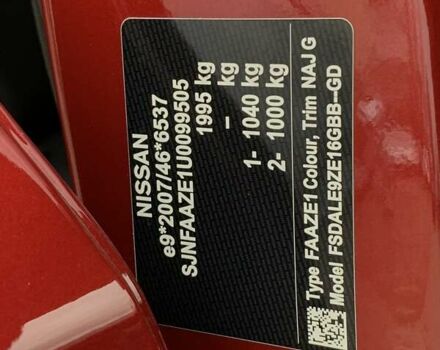 NISSAN
e9*2007/46*6537
SJNFAAZE1U0099505
1995 kg
– kg
1- 1040 kg
2- 1000 kg
Type FAAZE1 Colour, Trim NAJ G
Model FSDALE9ZE16GBB--GD